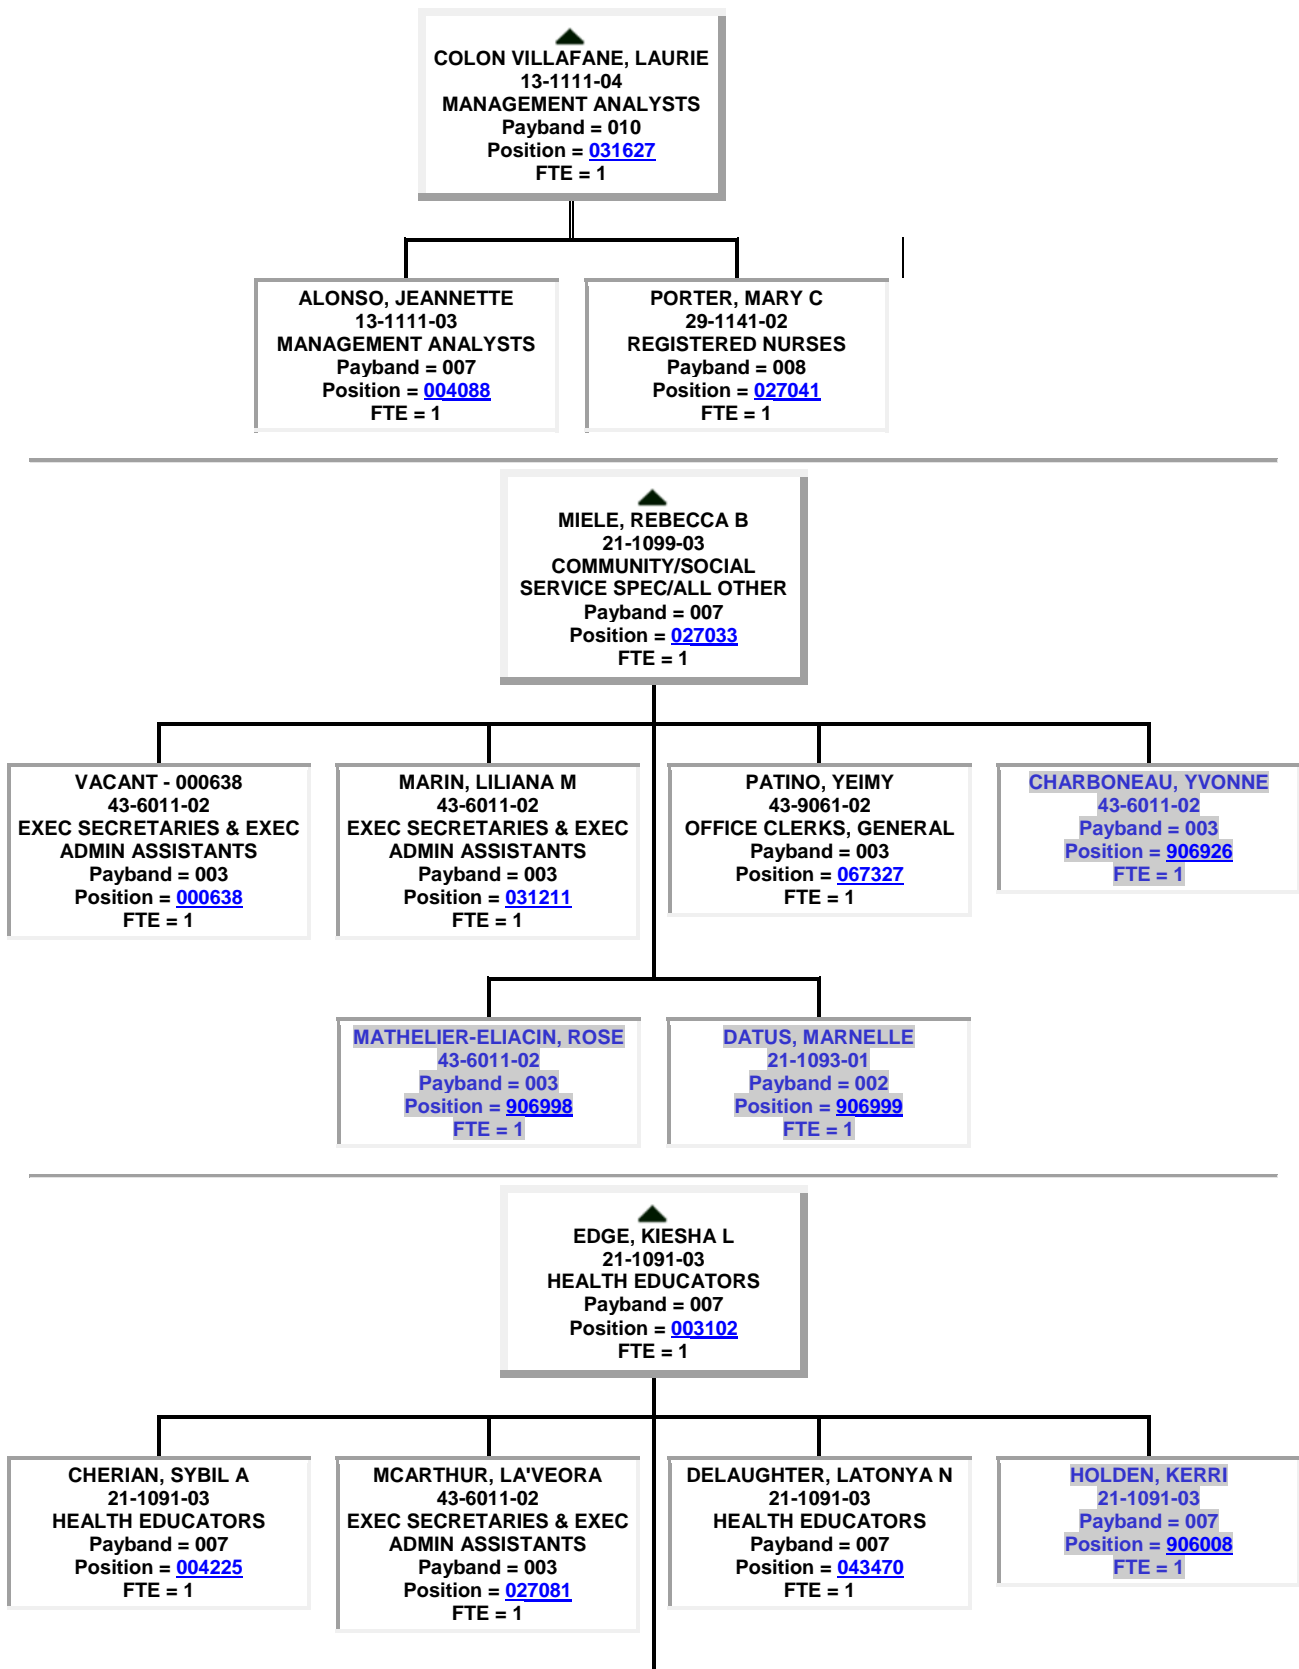 COLON VILLAFANE, LAURIE
13-1111-04
MANAGEMENT ANALYSTS
Payband = 010
Position = 031627
FTE = 1
ALONSO, JEANNETTE
13-1111-03
MANAGEMENT ANALYSTS
Payband = 007
Position = 004088
FTE = 1
PORTER, MARY C
29-1141-02
REGISTERED NURSES
Payband = 008
Position = 027041
FTE = 1
MIELE, REBECCA B
21-1099-03
COMMUNITY/SOCIAL
SERVICE SPEC/ALL OTHER
Payband = 007
Position = 027033
FTE = 1
VACANT - 000638
43-6011-02
EXEC SECRETARIES & EXEC
ADMIN ASSISTANTS
Payband = 003
Position = 000638
FTE = 1
MARIN, LILIANA M
43-6011-02
EXEC SECRETARIES & EXEC
ADMIN ASSISTANTS
Payband = 003
Position = 031211
FTE = 1
PATINO, YEIMY
43-9061-02
OFFICE CLERKS, GENERAL
Payband = 003
Position = 067327
FTE = 1
CHARBONEAU, YVONNE
43-6011-02
Payband = 003
Position = 906926
FTE = 1
MATHELIER-ELIACIN, ROSE
43-6011-02
Payband = 003
Position = 906998
FTE = 1
DATUS, MARNELLE
21-1093-01
Payband = 002
Position = 906999
FTE = 1
EDGE, KIESHA L
21-1091-03
HEALTH EDUCATORS
Payband = 007
Position = 003102
FTE = 1
CHERIAN, SYBIL A
21-1091-03
HEALTH EDUCATORS
Payband = 007
Position = 004225
FTE = 1
MCARTHUR, LA'VEORA
43-6011-02
EXEC SECRETARIES & EXEC
ADMIN ASSISTANTS
Payband = 003
Position = 027081
FTE = 1
DELAUGHTER, LATONYA N
21-1091-03
HEALTH EDUCATORS
Payband = 007
Position = 043470
FTE = 1
HOLDEN, KERRI
21-1091-03
Payband = 007
Position = 906008
FTE = 1